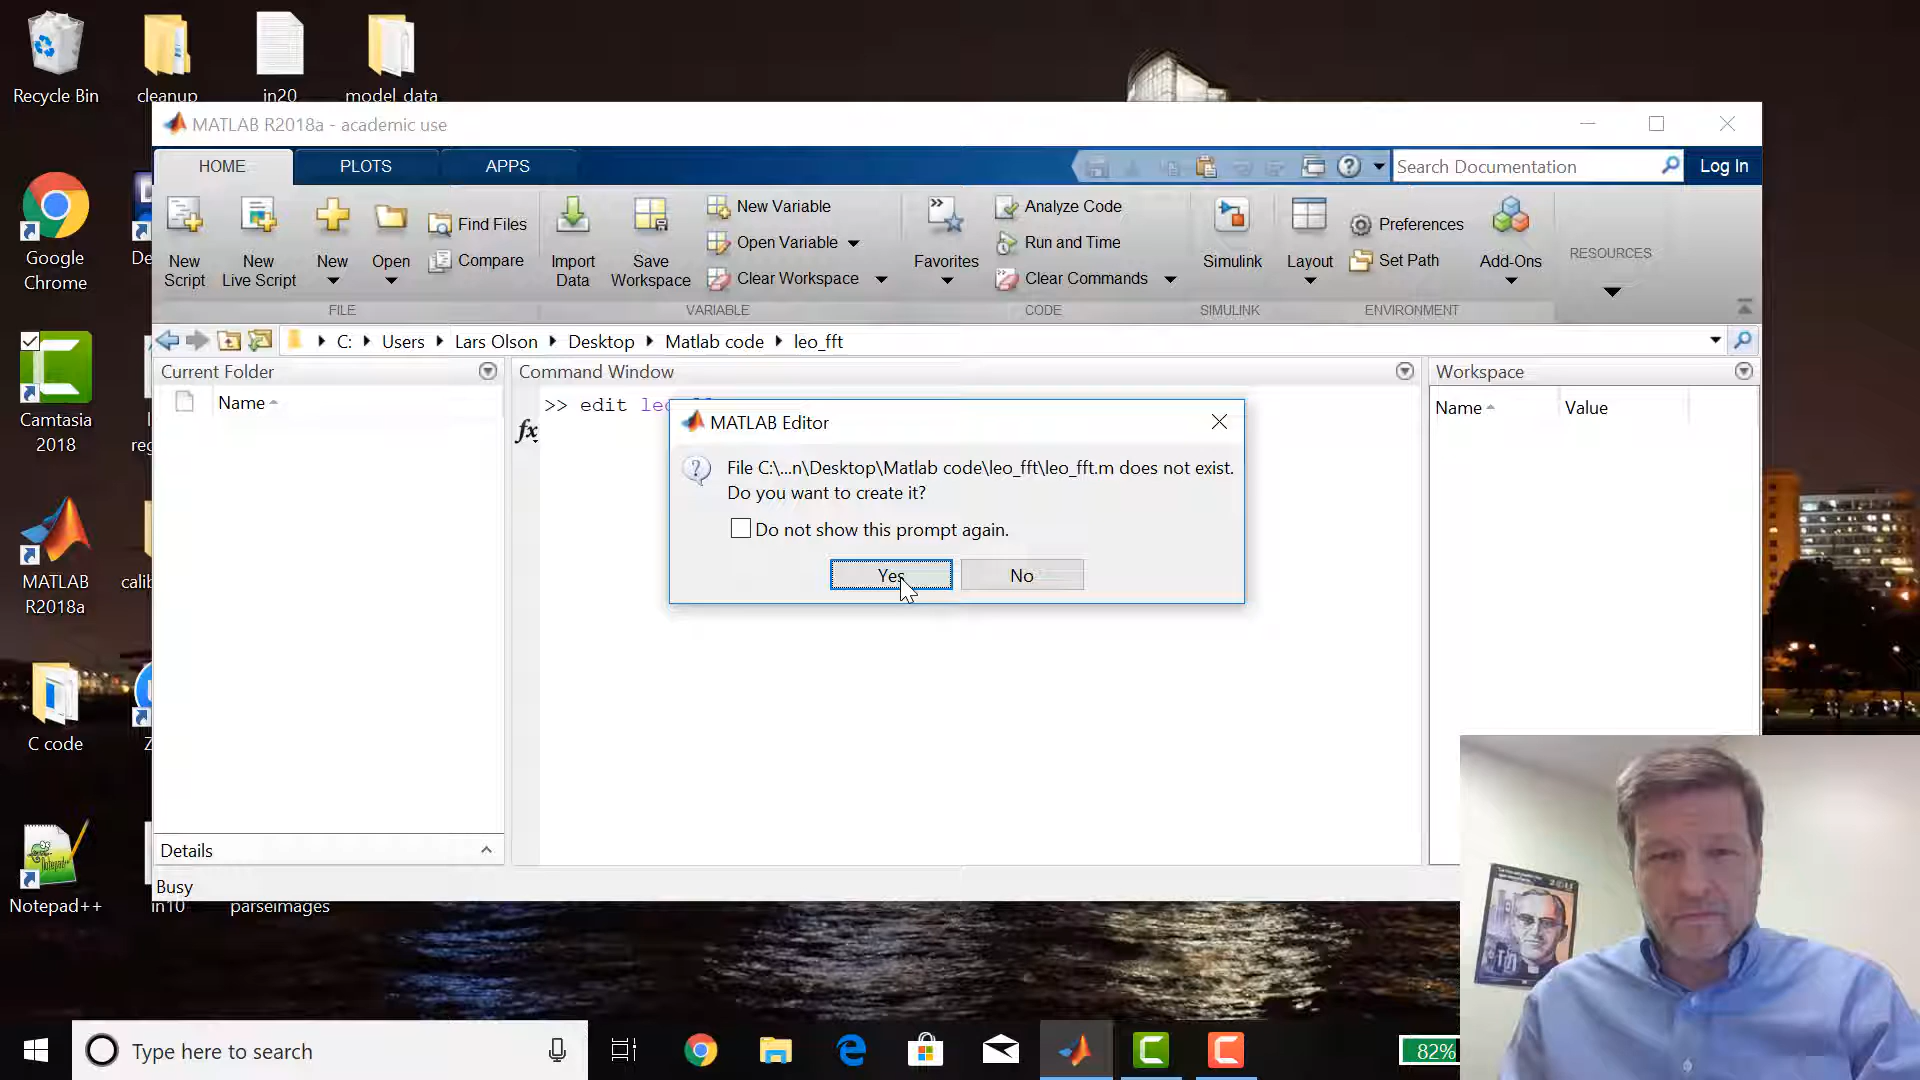 Recycle Bin
cleanup
in20
model_data
MATLAB R2018a - academic use
HOME
PLOTS
APPS
Search Documentation
Log In
New
Script
New
Live Script
New
Open
Find Files
Compare
Import
Data
Save
Workspace
New Variable
Open Variable
Clear Workspace
Favorites
Analyze Code
Run and Time
Clear Commands
Simulink
Layout
Preferences
Set Path
Add-Ons
RESOURCES
FILE
VARIABLE
CODE
SIMULINK
ENVIRONMENT
C:
Users
Lars Olson
Desktop
Matlab code
leo_fft
Current Folder
Command Window
Workspace
Name
>> edit
fx
Name
Value
MATLAB Editor
File C:\...n\Desktop\Matlab code\leo_fft\leo_fft.m does not exist.
Do you want to create it?
Do not show this prompt again.
Yes
No
Details
Busy
Google
Chrome
De
Camtasia
2018
reg
MATLAB
R2018a
calib
C code
Z
Notepad++
in10
parseimages
Type here to search
82%